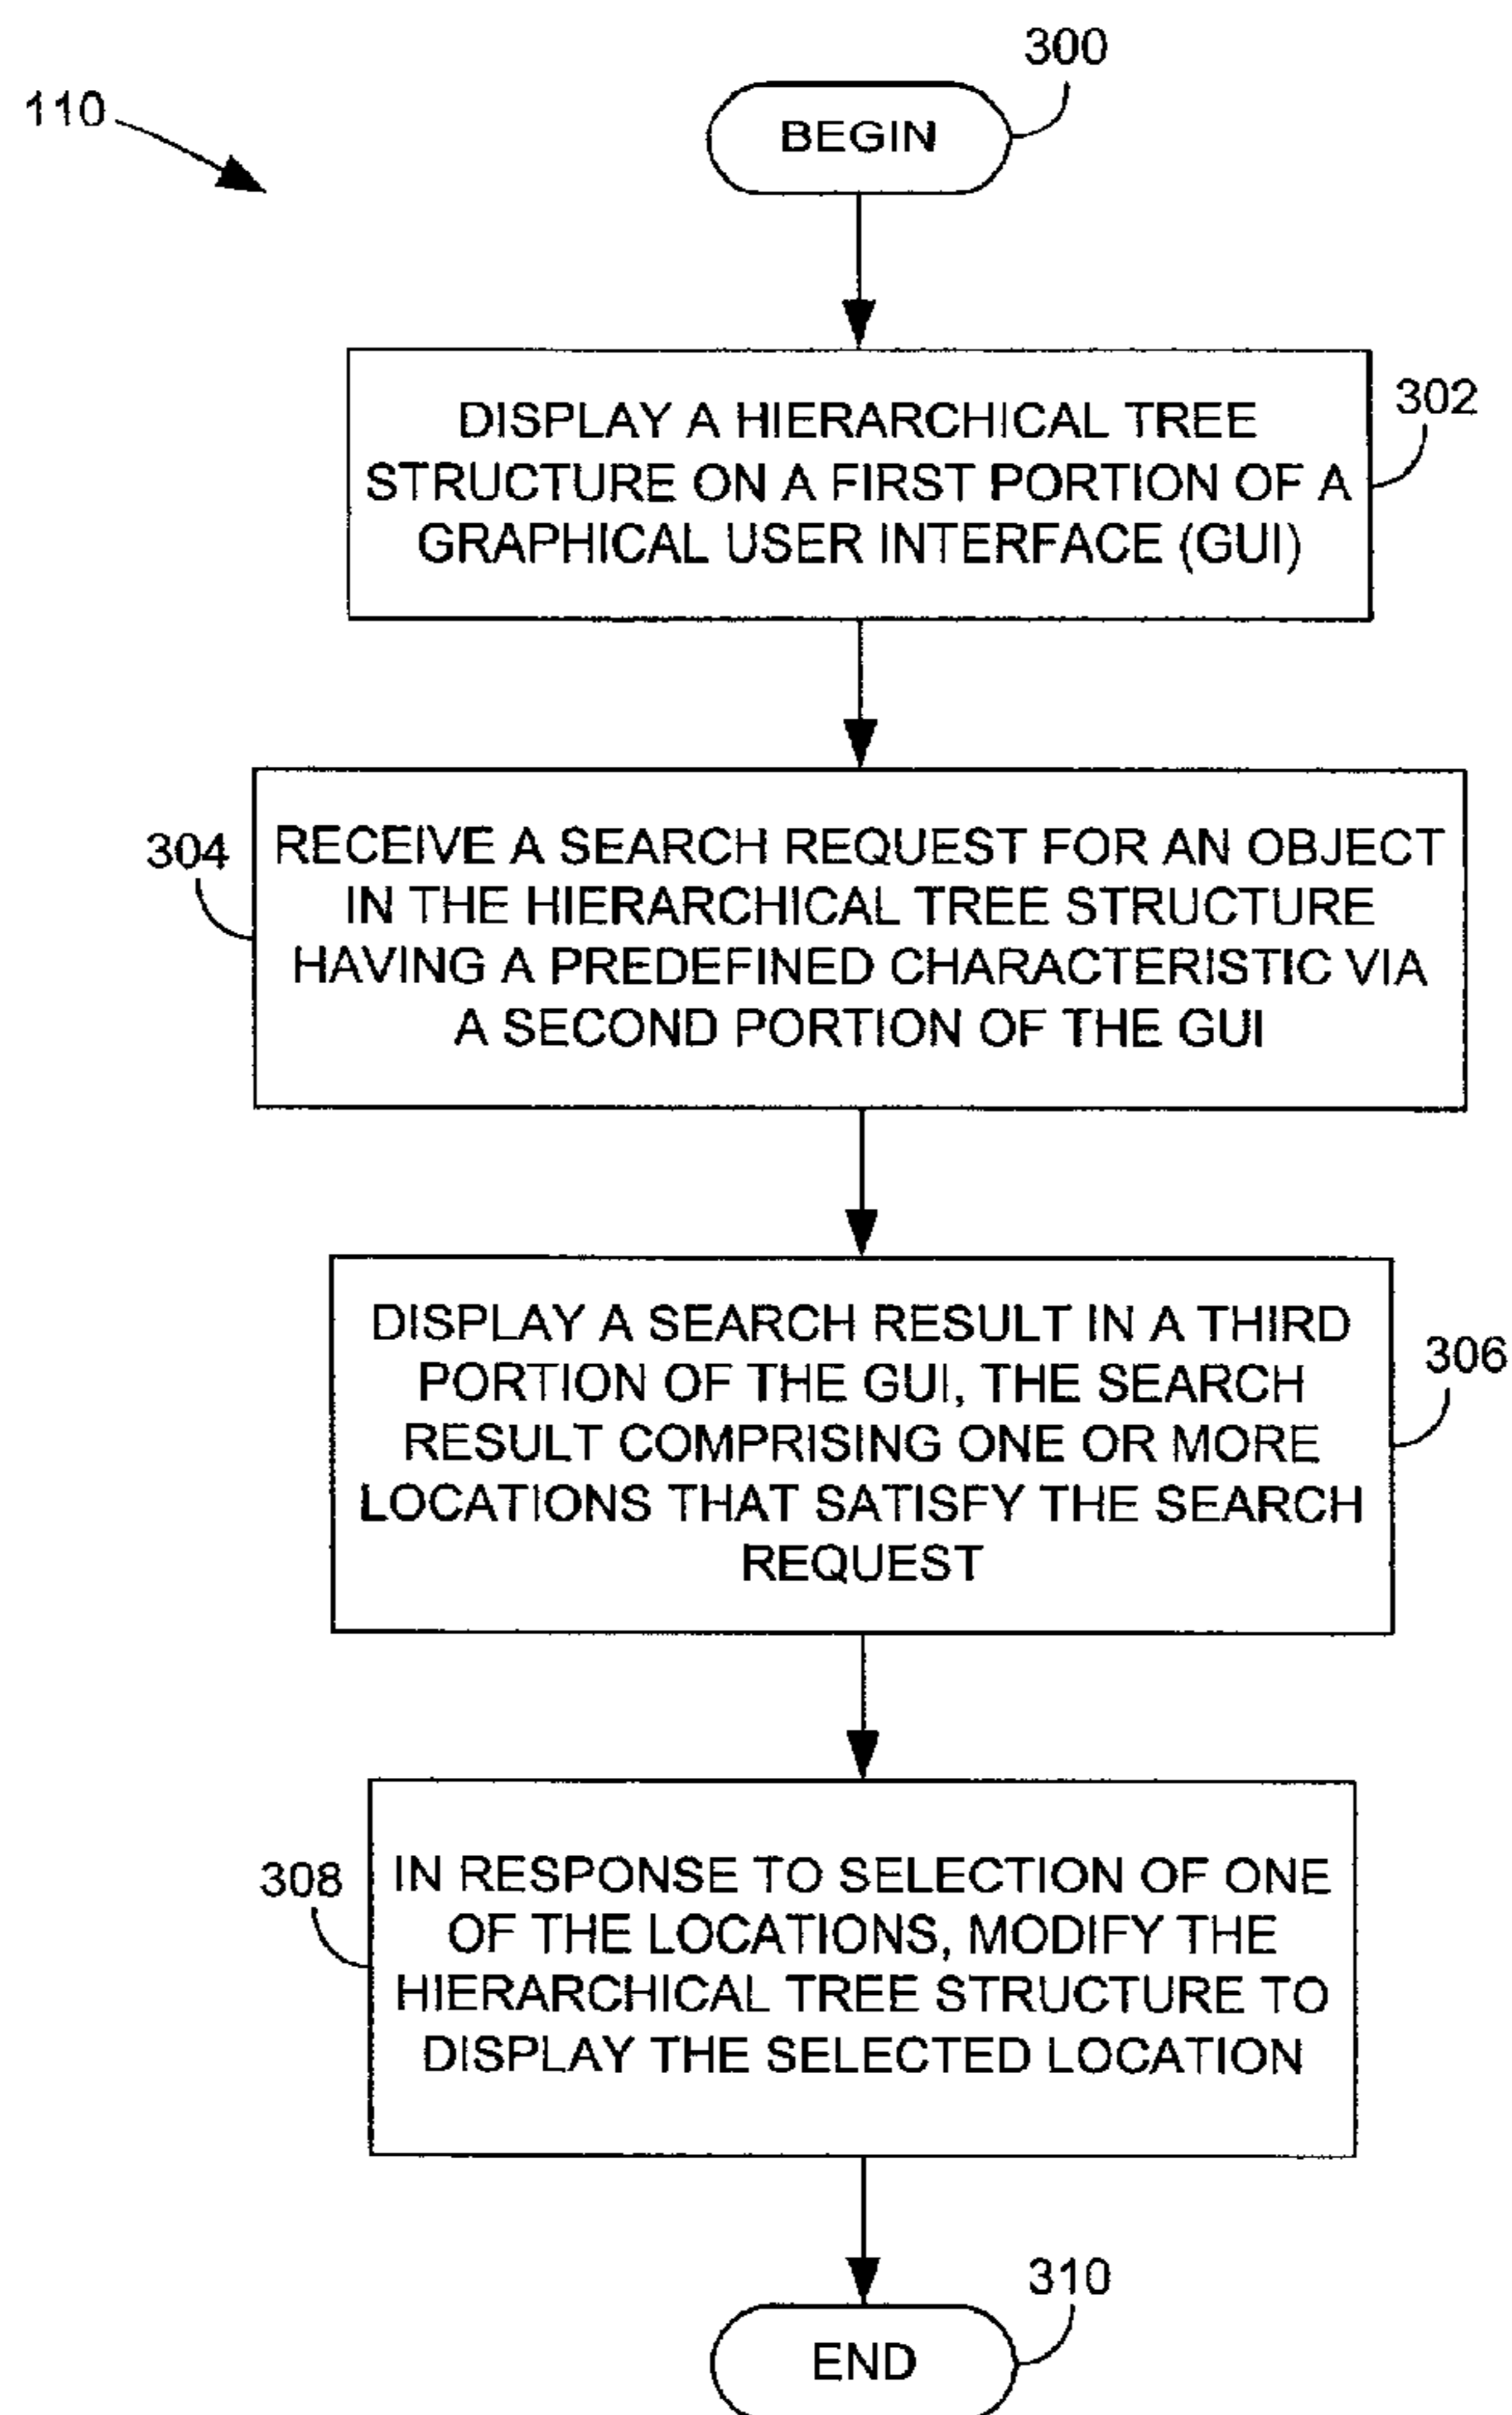 300
110
BEGIN
302
DISPLAY A HIERARCHICAL TREE
STRUCTURE ON A FIRST PORTION OF A
GRAPHICAL USER INTERFACE (GUI)
304
RECEIVE A SEARCH REQUEST FOR AN OBJECT
IN THE HIERARCHICAL TREE STRUCTURE
HAVING A PREDEFINED CHARACTERISTIC VIA
A SECOND PORTION OF THE GUI
306
DISPLAY A SEARCH RESULT IN A THIRD
PORTION OF THE GUI, THE SEARCH
RESULT COMPRISING ONE OR MORE
LOCATIONS THAT SATISFY THE SEARCH
REQUEST
308
IN RESPONSE TO SELECTION OF ONE
OF THE LOCATIONS, MODIFY THE
HIERARCHICAL TREE STRUCTURE TO
DISPLAY THE SELECTED LOCATION
310
END